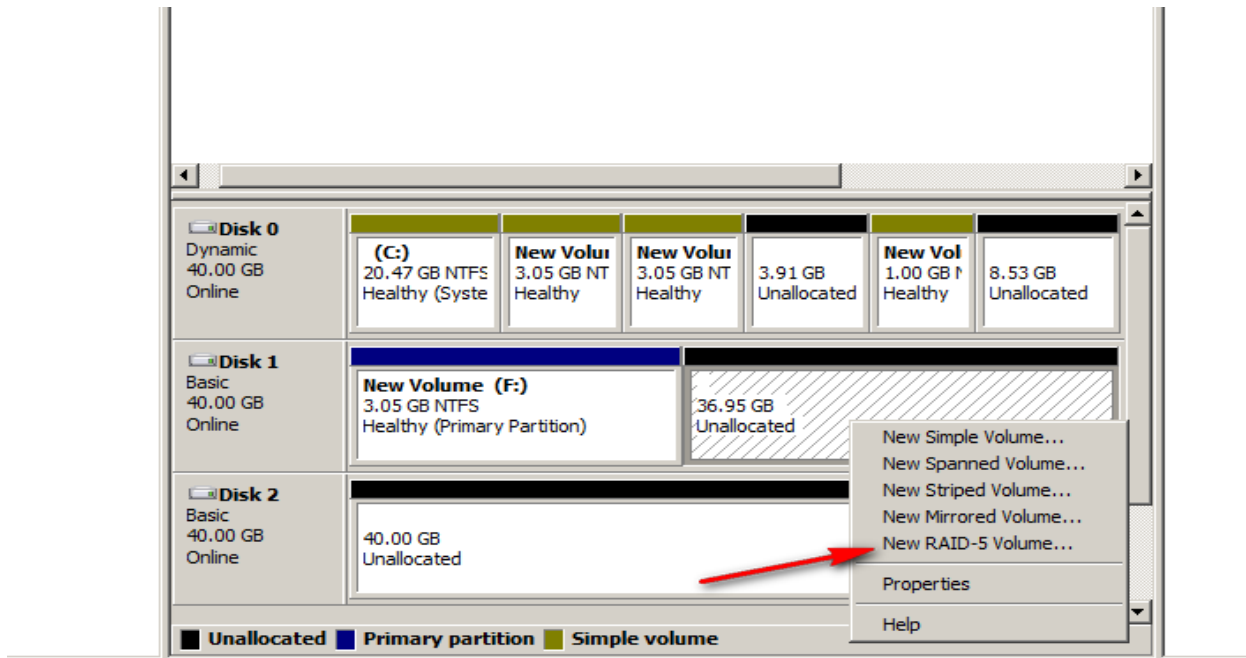 Disk 0
Dynamic
40.00 GB
Online
(C:)
20.47 GB NTFS
Healthy (Syste
New Volu
3.05 GB NT
Healthy
New Volu
3.05 GB NT
Healthy
3.91 GB
Unallocated
New Vol
1.00 GB N
Healthy
8.53 GB
Unallocated
Disk 1
Basic
40.00 GB
Online
New Volume (F:)
3.05 GB NTFS
Healthy (Primary Partition)
36.95 GB
Unallocated
Disk 2
Basic
40.00 GB
Online
40.00 GB
Unallocated
New Simple Volume...
New Spanned Volume...
New Striped Volume...
New Mirrored Volume...
New RAID-5 Volume...
Properties
Help
Unallocated Primary partition Simple volume